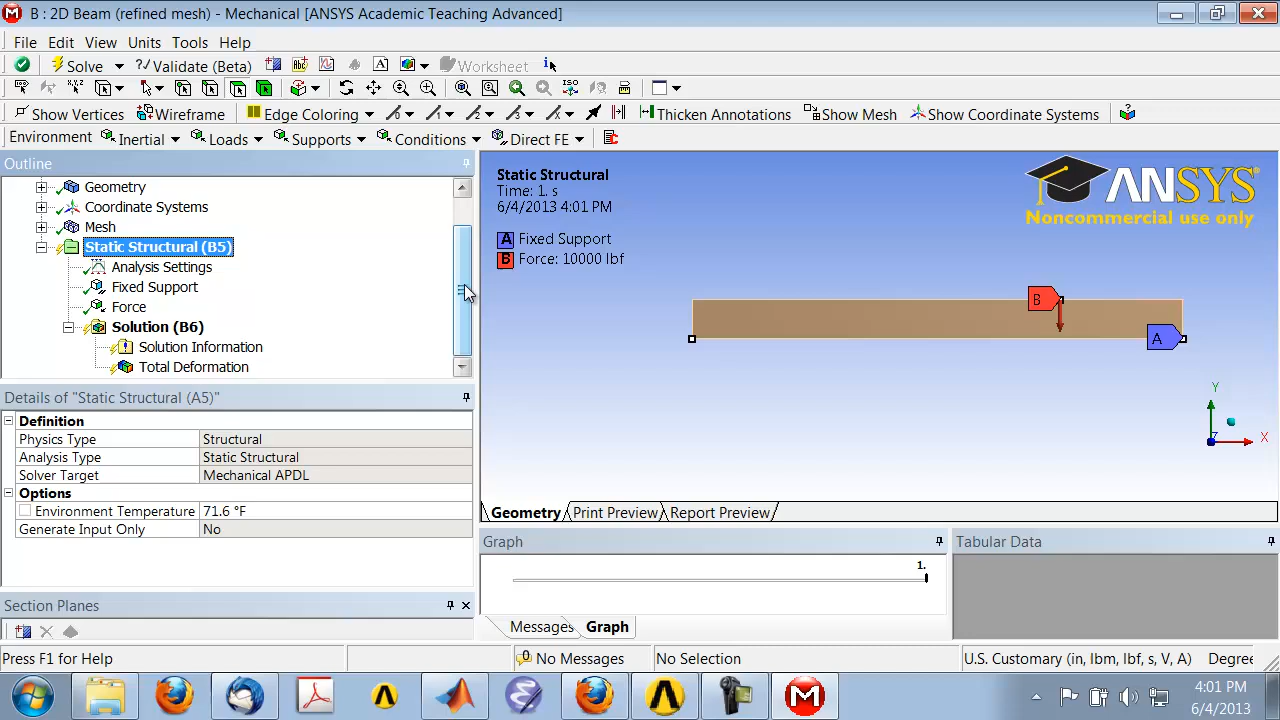 B : 2D Beam (refined mesh) - Mechanical [ANSYS Academic Teaching Advanced]
File Edit View Units Tools Help
Solve Validate (Beta) A Worksheet
Show Vertices Wireframe Edge Coloring Thicken Annotations Show Mesh Show Coordinate Systems
Environment Inertial Loads Supports Conditions Direct FE
Outline
Geometry
Coordinate Systems
Mesh
Static Structural (B5)
Analysis Settings
Fixed Support
Force
Solution (B6)
Solution Information
Total Deformation
Details of "Static Structural (A5)"
Definition
Physics Type Structural
Analysis Type Static Structural
Solver Target Mechanical APDL
Options
Environment Temperature 71.6 °F
Generate Input Only No
Section Planes
Static Structural
Time: 1. s
6/4/2013 4:01 PM
A Fixed Support
B Force: 10000 lbf
ANSYS
Noncommercial use only
B
A
Y
Z X
Geometry Print Preview Report Preview
Graph
1.
Messages Graph
Tabular Data
Press F1 for Help 0 No Messages No Selection U.S. Customary (in, lbm, lbf, s, V, A) Degree
4:01 PM
6/4/2013